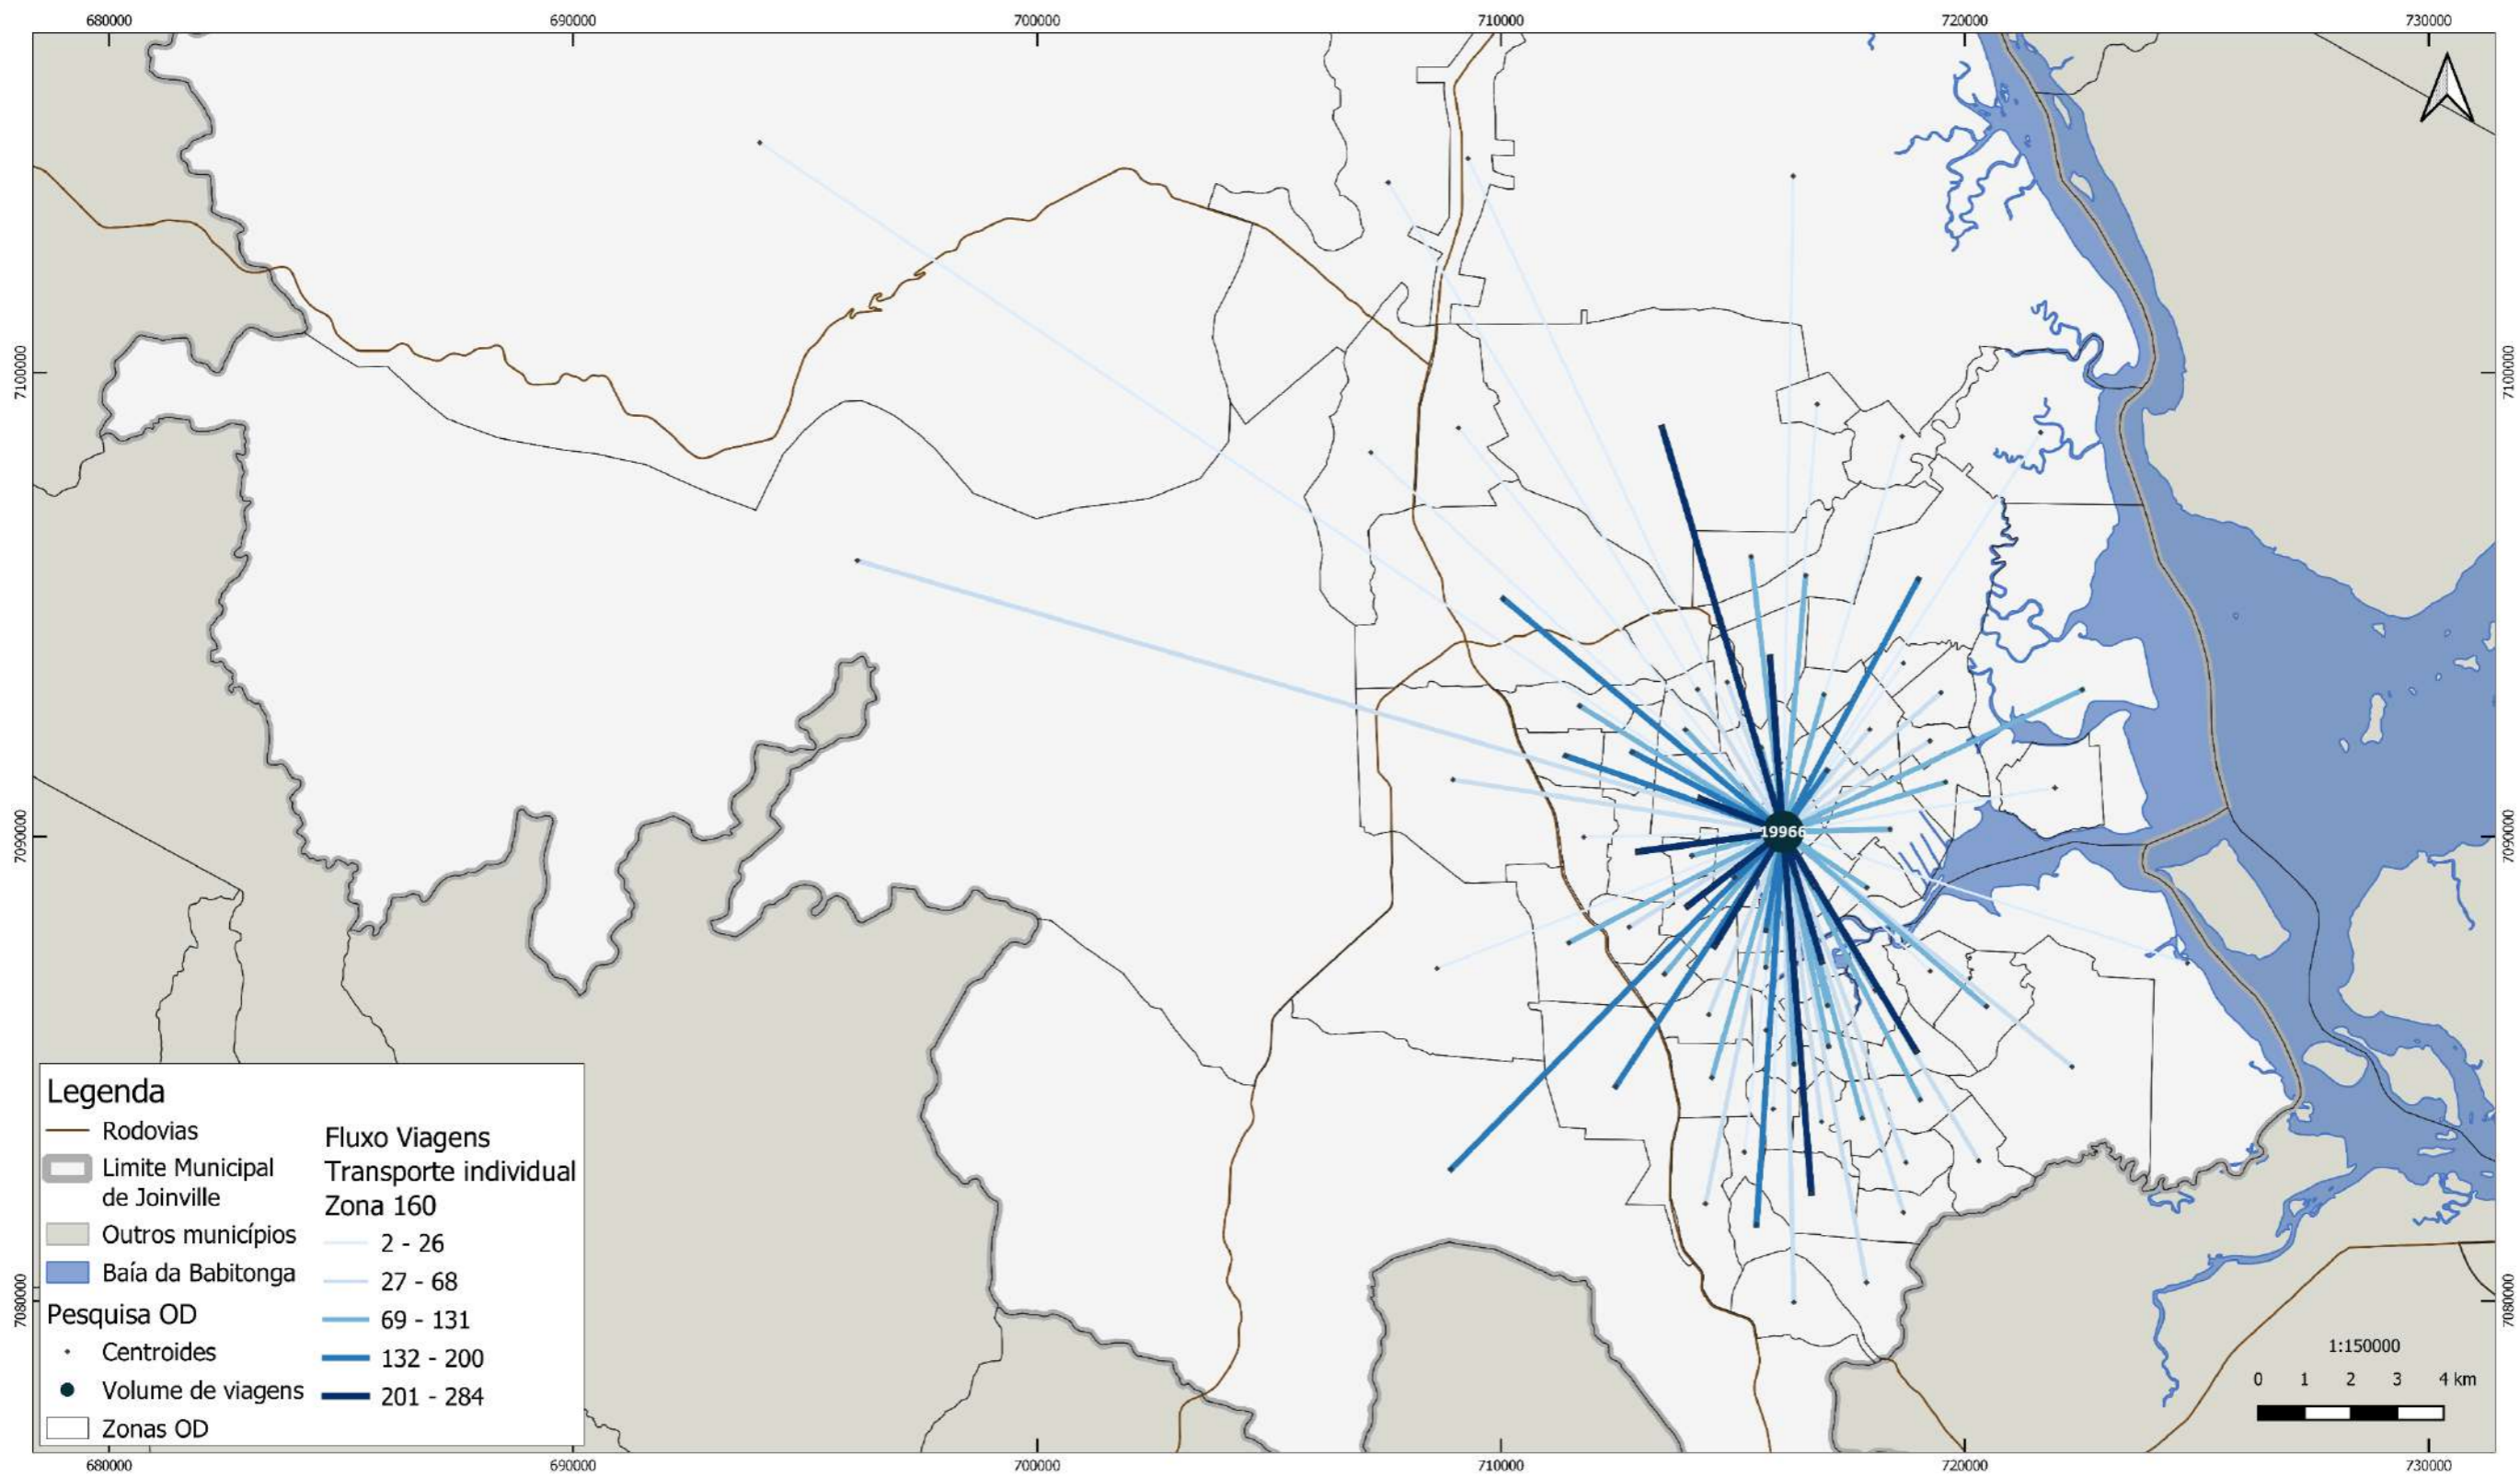 680000
690000
700000
710000
720000
730000
7100000
7100000
7090000
7090000
19966
7080000
7080000
Legenda
Rodovias
Limite Municipal
de Joinville
Outros municípios
Baía da Babitonga
Pesquisa OD
Centroides
Volume de viagens
Zonas OD
Fluxo Viagens
Transporte individual
Zona 160
2 - 26
27 - 68
69 - 131
132 - 200
201 - 284
1:150000
0 1 2 3 4 km
680000
690000
700000
710000
720000
730000